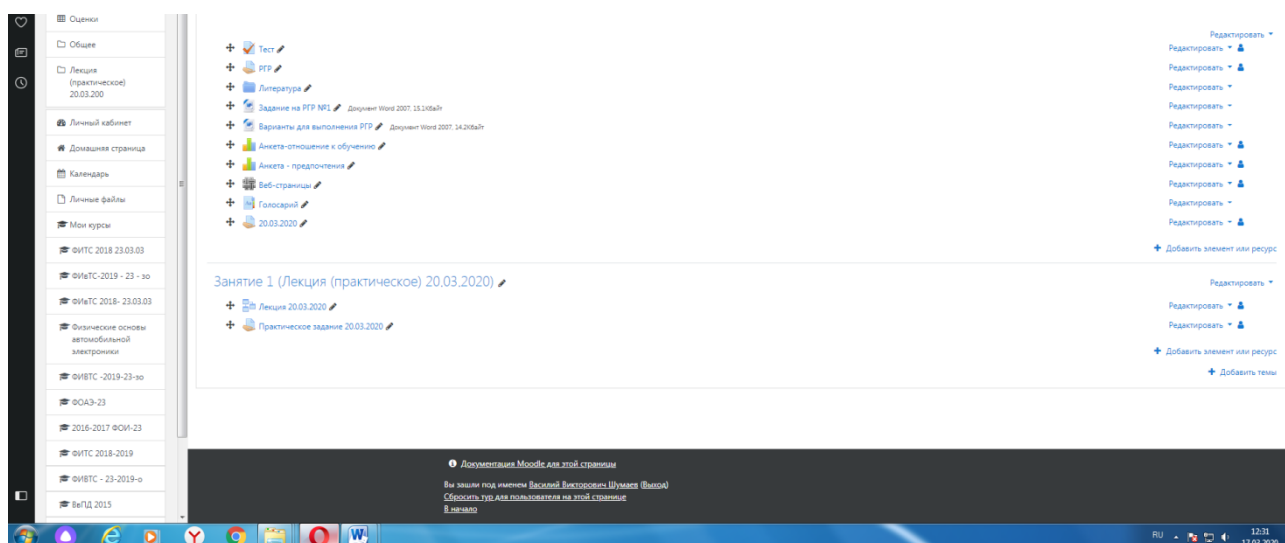 Оценки
Общее
Лекция
(практическое)
20.03.200
Личный кабинет
Домашняя страница
Календарь
Личные файлы
Мои курсы
ФИТС 2018 23.03.03
ФИвТС-2019 - 23 - зо
ФИвТС 2018- 23.03.03
Физические основы
автомобильной
электроники
ФИВТС -2019-23-зо
ФОАЭ-23
2016-2017 ФОИ-23
ФИТС 2018-2019
ФИВТС - 23-2019-о
ВвПД 2015
Редактировать
Тест Редактировать
РГР Редактировать
Литература Редактировать
Задание на РГР №1 Документ Word 2007, 15.1Кбайт Редактировать
Варианты для выполнения РГР Документ Word 2007, 14.2Кбайт Редактировать
Анкета-отношение к обучению Редактировать
Анкета - предпочтения Редактировать
Веб-страницы Редактировать
Голосарий Редактировать
20.03.2020 Редактировать
Добавить элемент или ресурс
Занятие 1 (Лекция (практическое) 20,03,2020) Редактировать
Лекция 20.03.2020 Редактировать
Практическое задание 20.03.2020 Редактировать
Добавить элемент или ресурс
Добавить темы
Документация Moodle для этой страницы
Вы зашли под именем Василий Викторович Шумаев (Выход)
Сбросить тур для пользователя на этой странице
В начало
RU 12:31
17.03.2020